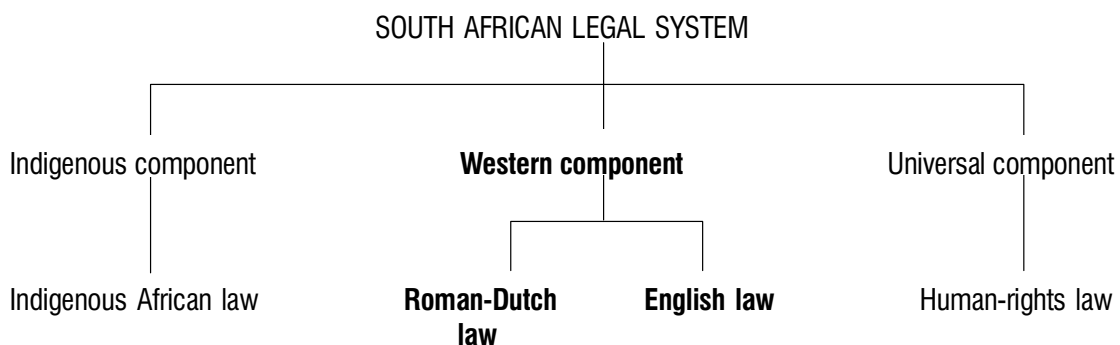 SOUTH AFRICAN LEGAL SYSTEM
Indigenous component
Western component
Universal component
Indigenous African law
Roman-Dutch
law
English law
Human-rights law